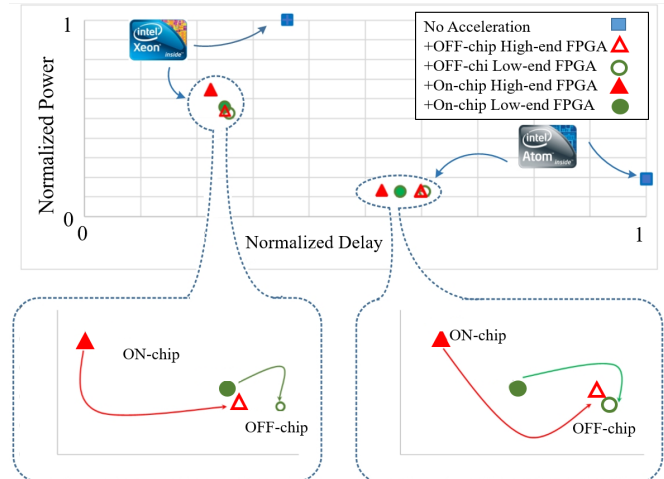 1
Normalized Power
0
0
Normalized Delay
1
intel
Xeon
inside
No Acceleration
+OFF-chip High-end FPGA
+OFF-chi Low-end FPGA
+On-chip High-end FPGA
+On-chip Low-end FPGA
intel
Atom
inside
ON-chip
OFF-chip
ON-chip
OFF-chip